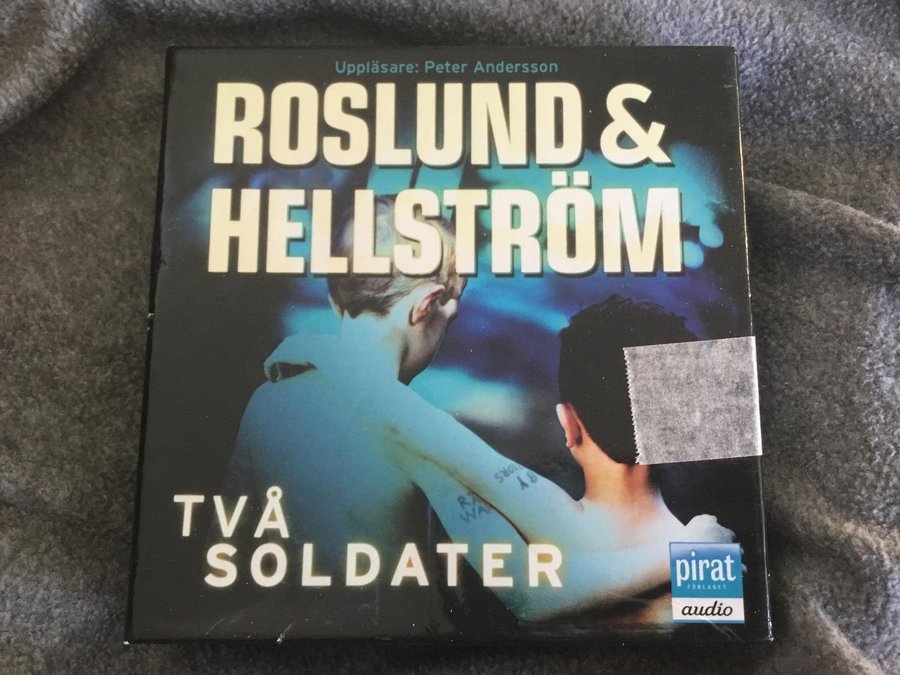 Uppläsare: Peter Andersson
ROSLUND &
HELLSTRÖM
TVÅ
SOLDATER
pirat
FÖRLAGET
audio